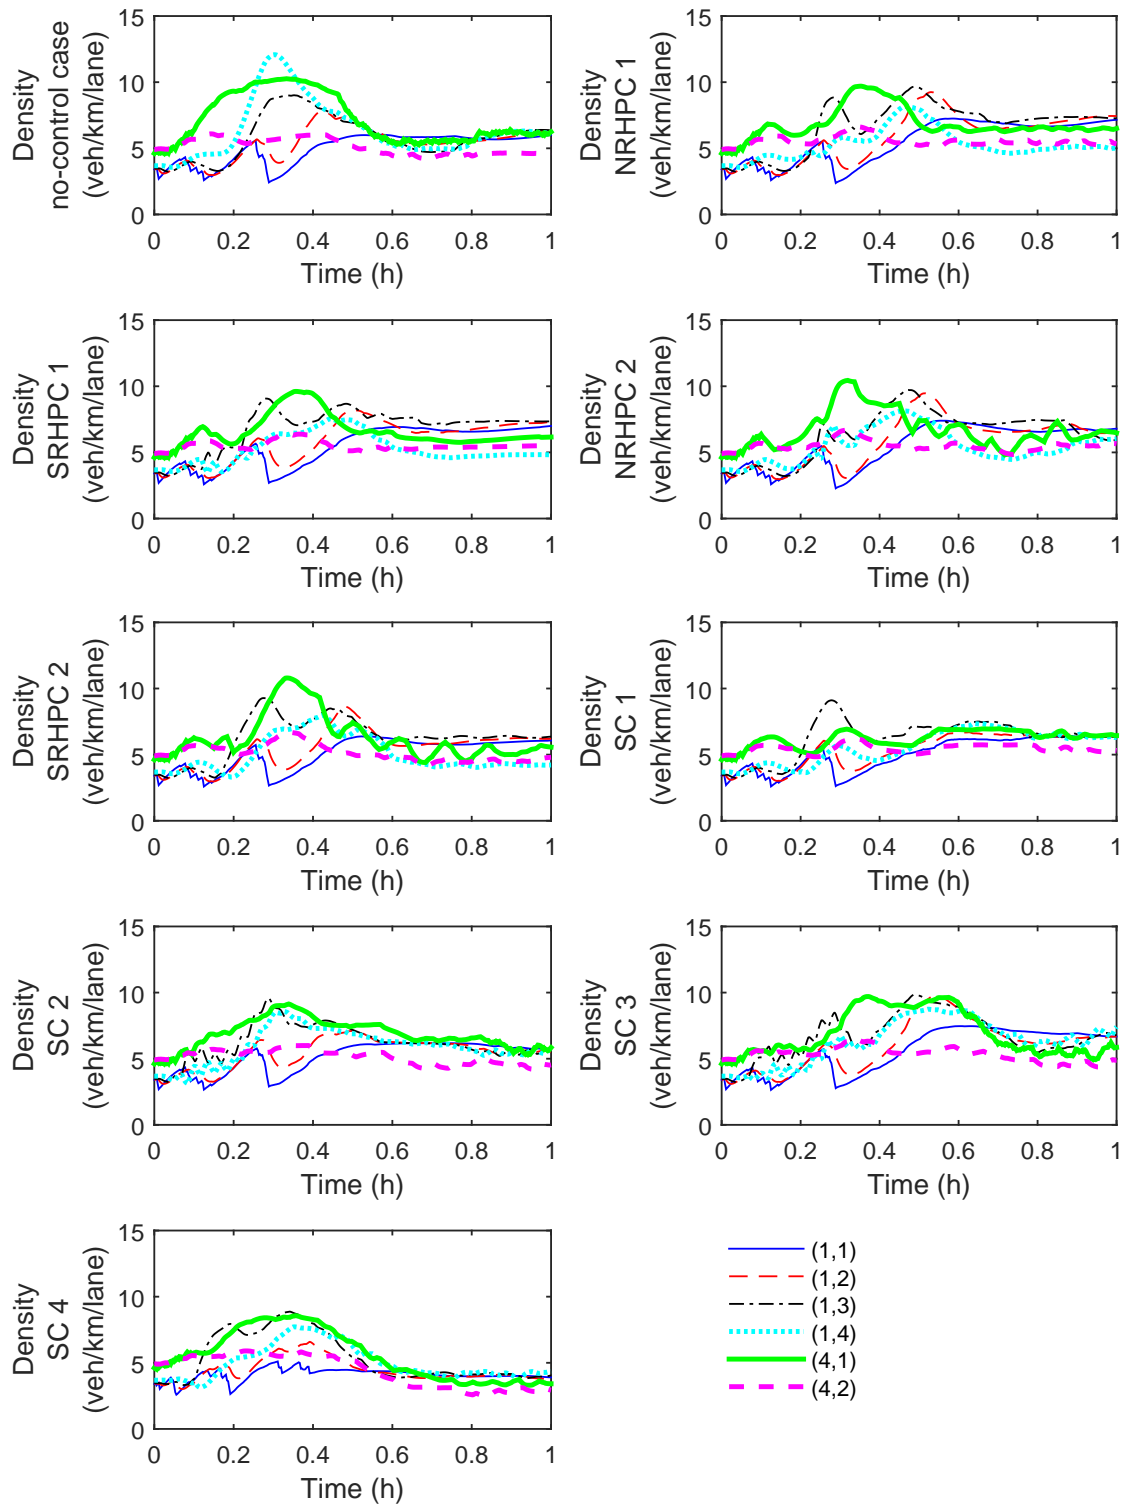 Density
no-control case
(veh/km/lane)
15
10
5
0
0 0.2 0.4 0.6 0.8 1
Time (h)
Density
NRHPC 1
(veh/km/lane)
15
10
5
0
0 0.2 0.4 0.6 0.8 1
Time (h)
Density
SRHPC 1
(veh/km/lane)
15
10
5
0
0 0.2 0.4 0.6 0.8 1
Time (h)
Density
NRHPC 2
(veh/km/lane)
15
10
5
0
0 0.2 0.4 0.6 0.8 1
Time (h)
Density
SRHPC 2
(veh/km/lane)
15
10
5
0
0 0.2 0.4 0.6 0.8 1
Time (h)
Density
SC 1
(veh/km/lane)
15
10
5
0
0 0.2 0.4 0.6 0.8 1
Time (h)
Density
SC 2
(veh/km/lane)
15
10
5
0
0 0.2 0.4 0.6 0.8 1
Time (h)
Density
SC 3
(veh/km/lane)
15
10
5
0
0 0.2 0.4 0.6 0.8 1
Time (h)
Density
SC 4
(veh/km/lane)
15
10
5
0
0 0.2 0.4 0.6 0.8 1
Time (h)
(1,1)
(1,2)
(1,3)
(1,4)
(4,1)
(4,2)